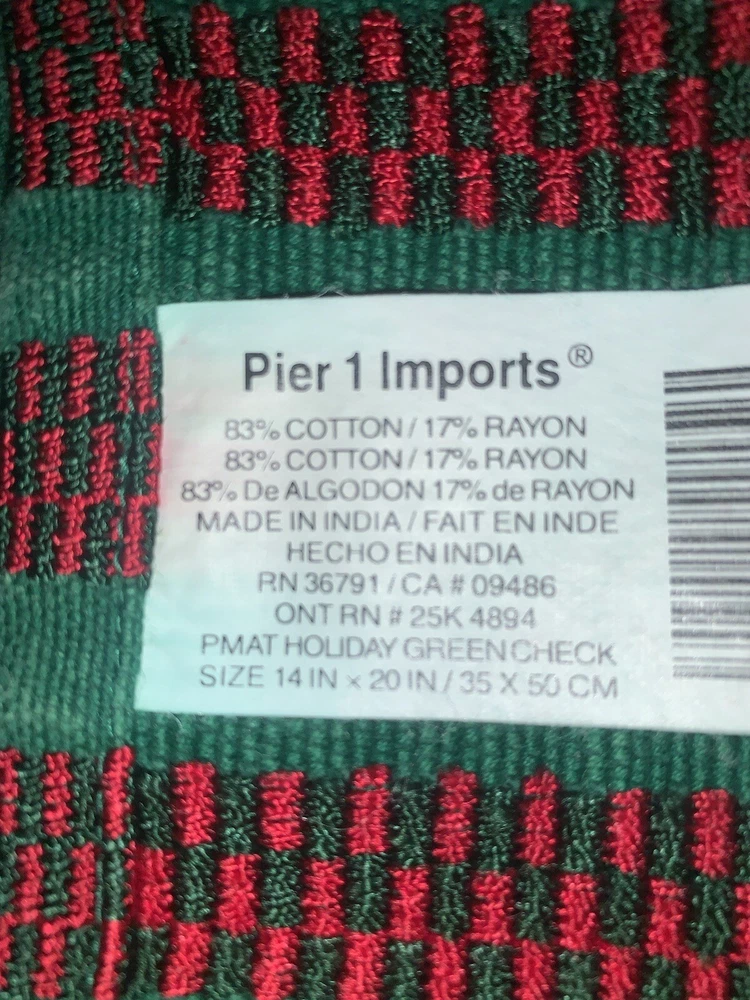 Pier 1 Imports®
83% COTTON / 17% RAYON
83% COTTON / 17% RAYON
83% De ALGODON 17% de RAYON
MADE IN INDIA / FAIT EN INDE
HECHO EN INDIA
RN 36791 / CA # 09486
ONT RN # 25K 4894
PMAT HOLIDAY GREEN CHECK
SIZE 14 IN x 20 IN / 35 X 50 CM